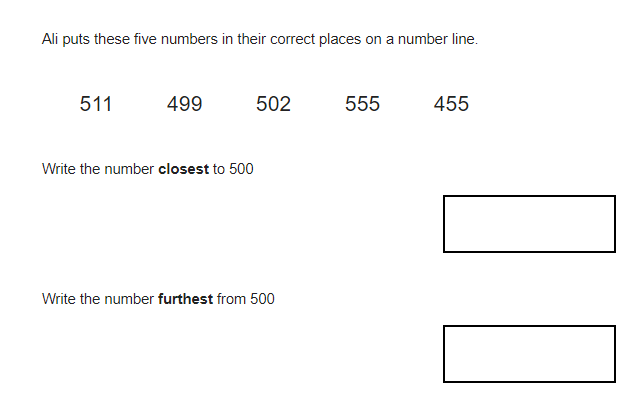 Ali puts these five numbers in their correct places on a number line.
511 499 502 555 455
Write the number closest to 500
Write the number furthest from 500